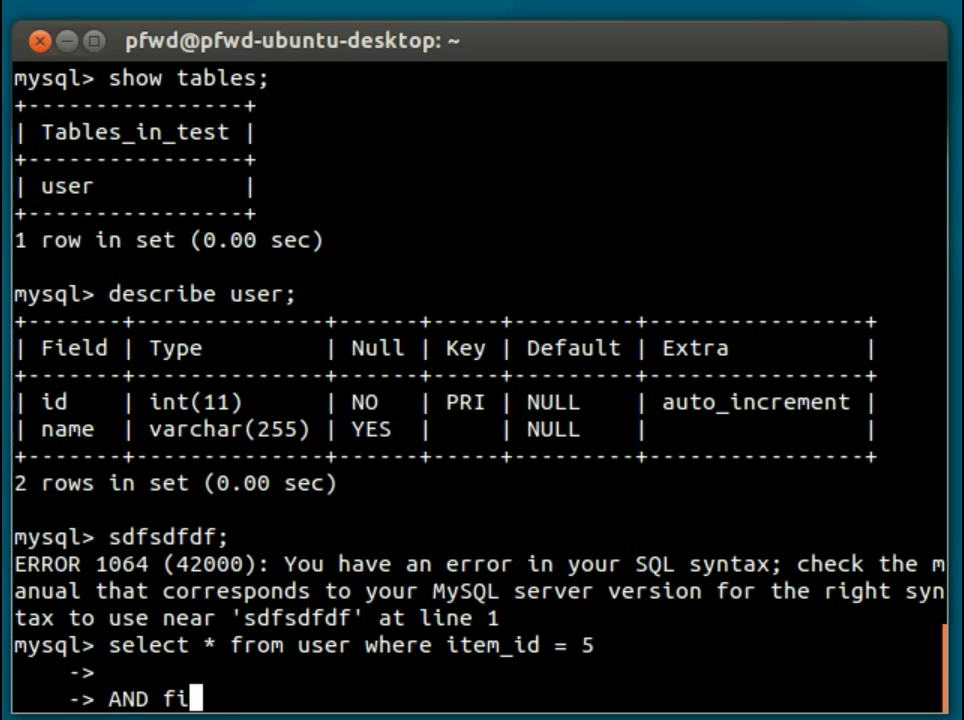 pfwd@pfwd-ubuntu-desktop: ~
mysql> show tables;
+----------------+
| Tables_in_test |
+----------------+
| user           |
+----------------+
1 row in set (0.00 sec)

mysql> describe user;
+-------+--------------+------+-----+---------+----------------+
| Field | Type         | Null | Key | Default | Extra          |
+-------+--------------+------+-----+---------+----------------+
| id    | int(11)      | NO   | PRI | NULL    | auto_increment |
| name  | varchar(255) | YES  |     | NULL    |                |
+-------+--------------+------+-----+---------+----------------+
2 rows in set (0.00 sec)

mysql> sdfsdfdf;
ERROR 1064 (42000): You have an error in your SQL syntax; check the m
anual that corresponds to your MySQL server version for the right syn
tax to use near 'sdfsdfdf' at line 1
mysql> select * from user where item_id = 5
    ->
    -> AND fi